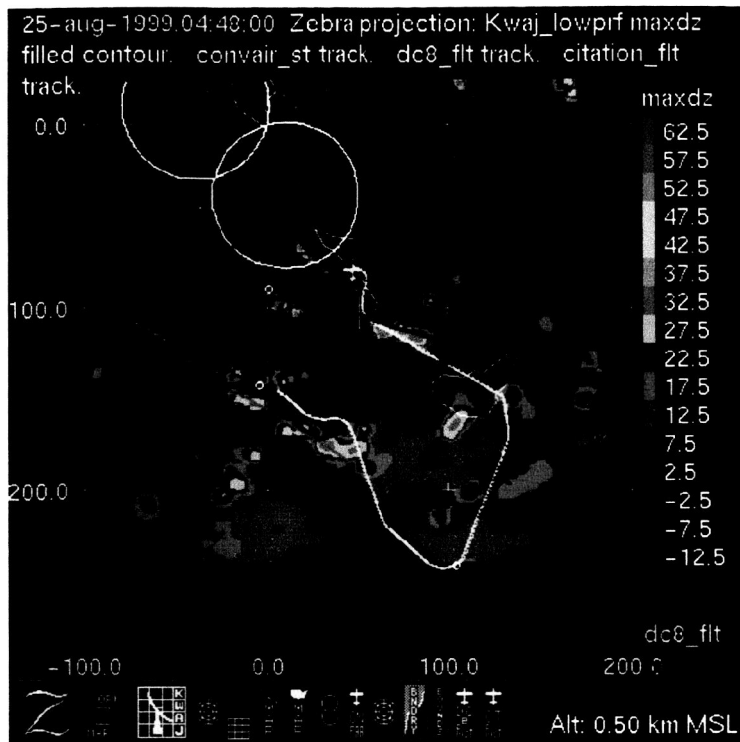 25-aug-1999.04:48:00 Zebra projection: Kwaj_lowprf maxdz
filled contour. convair_st track. dc8_flt track. citation_flt
track.
maxdz
0.0
62.5
57.5
52.5
47.5
42.5
37.5
100.0
32.5
27.5
22.5
17.5
12.5
7.5
2.5
200.0
-2.5
-7.5
-12.5
dc8_flt
-100.0 0.0 100.0 200.0
K
W
A
J
BNDRY
Alt: 0.50 km MSL